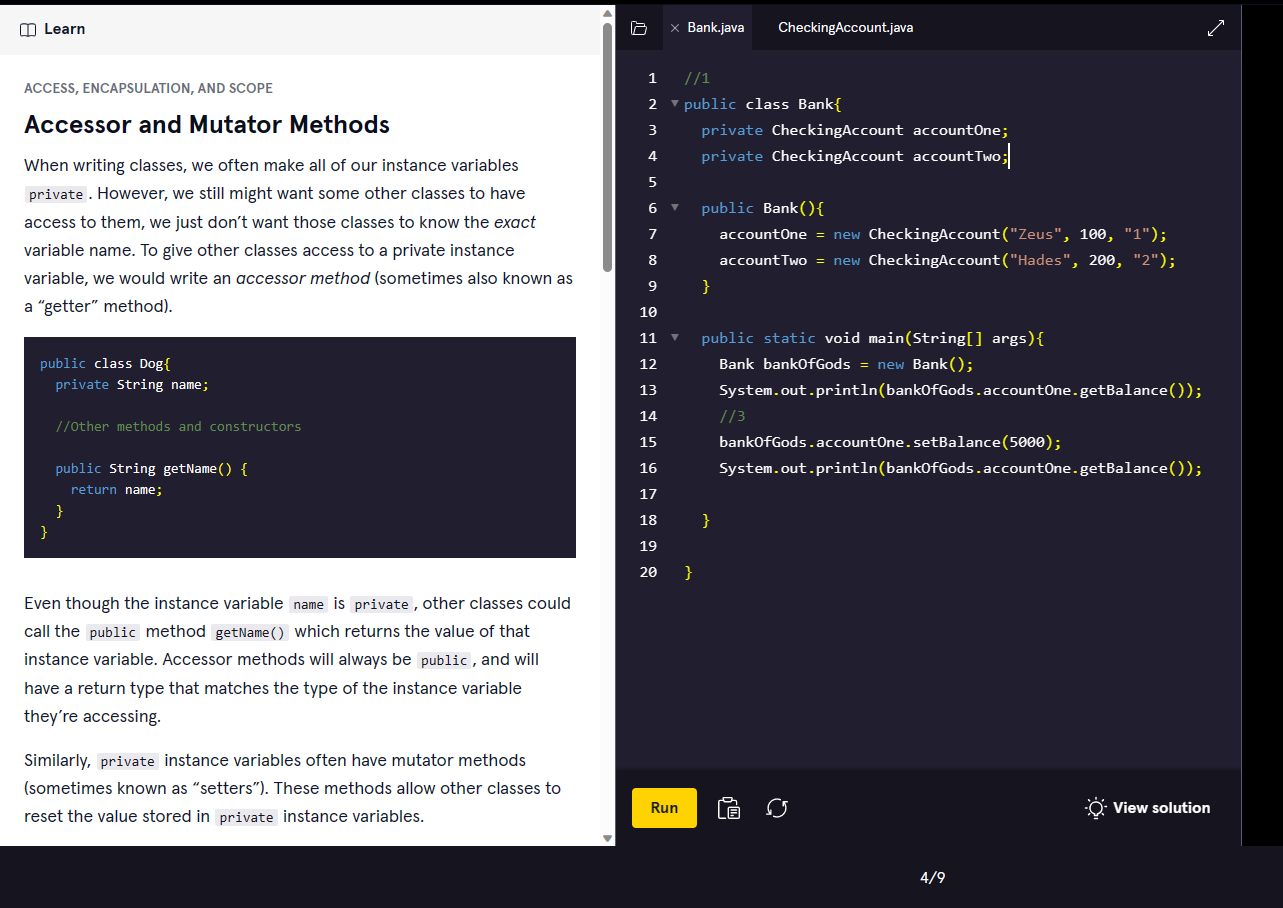 Learn
ACCESS, ENCAPSULATION, AND SCOPE
Accessor and Mutator Methods
When writing classes, we often make all of our instance variables
private. However, we still might want some other classes to have
access to them, we just don’t want those classes to know the exact
variable name. To give other classes access to a private instance
variable, we would write an accessor method (sometimes also known as
a “getter” method).
public class Dog{
private String name;
//Other methods and constructors
public String getName() {
return name;
}
}
Even though the instance variable name is private, other classes could
call the public method getName() which returns the value of that
instance variable. Accessor methods will always be public, and will
have a return type that matches the type of the instance variable
they’re accessing.
Similarly, private instance variables often have mutator methods
(sometimes known as “setters”). These methods allow other classes to
reset the value stored in private instance variables.
Bank.java CheckingAccount.java
1 //1
2 public class Bank{
3 private CheckingAccount accountOne;
4 private CheckingAccount accountTwo;
5
6 public Bank(){
7 accountOne = new CheckingAccount("Zeus", 100, "1");
8 accountTwo = new CheckingAccount("Hades", 200, "2");
9 }
10
11 public static void main(String[] args){
12 Bank bankOfGods = new Bank();
13 System.out.println(bankOfGods.accountOne.getBalance());
14 //3
15 bankOfGods.accountOne.setBalance(5000);
16 System.out.println(bankOfGods.accountOne.getBalance());
17
18 }
19
20 }
Run
View solution
4/9